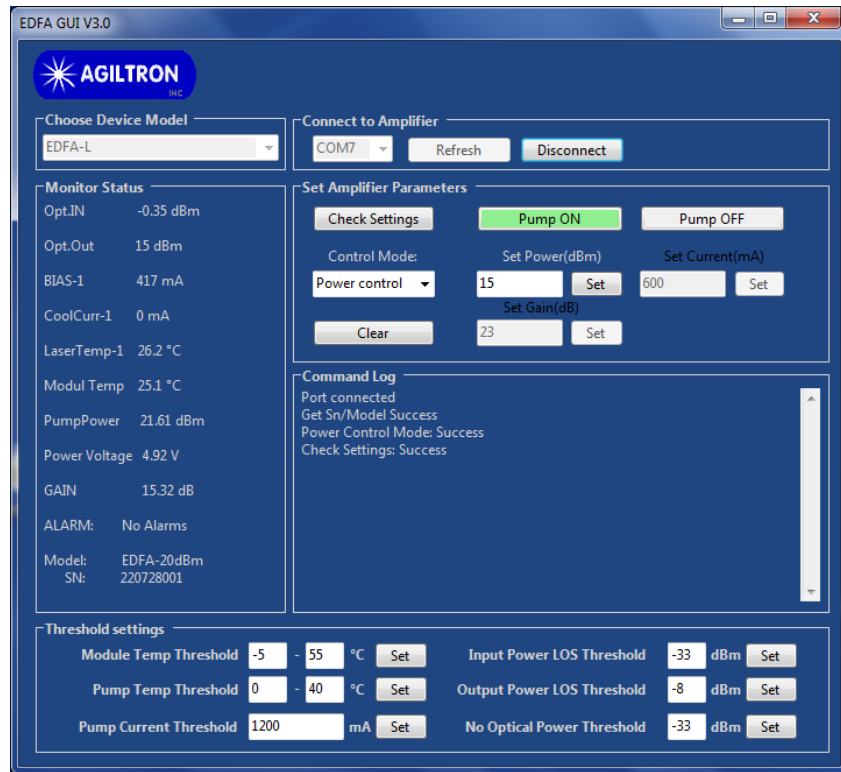 EDFA GUI V3.0
AGILTRON
INC
Choose Device Model
EDFA-L
Connect to Amplifier
COM7 Refresh Disconnect
Monitor Status
Opt.IN -0.35 dBm
Opt.Out 15 dBm
BIAS-1 417 mA
CoolCurr-1 0 mA
LaserTemp-1 26.2 °C
Modul Temp 25.1 °C
PumpPower 21.61 dBm
Power Voltage 4.92 V
GAIN 15.32 dB
ALARM: No Alarms
Model: EDFA-20dBm
SN: 220728001
Set Amplifier Parameters
Check Settings Pump ON Pump OFF
Control Mode: Set Power(dBm) Set Current(mA)
Power control 15 Set 600 Set
Set Gain(dB)
Clear 23 Set
Command Log
Port connected
Get Sn/Model Success
Power Control Mode: Success
Check Settings: Success
Threshold settings
Module Temp Threshold -5 - 55 °C Set Input Power LOS Threshold -33 dBm Set
Pump Temp Threshold 0 - 40 °C Set Output Power LOS Threshold -8 dBm Set
Pump Current Threshold 1200 mA Set No Optical Power Threshold -33 dBm Set